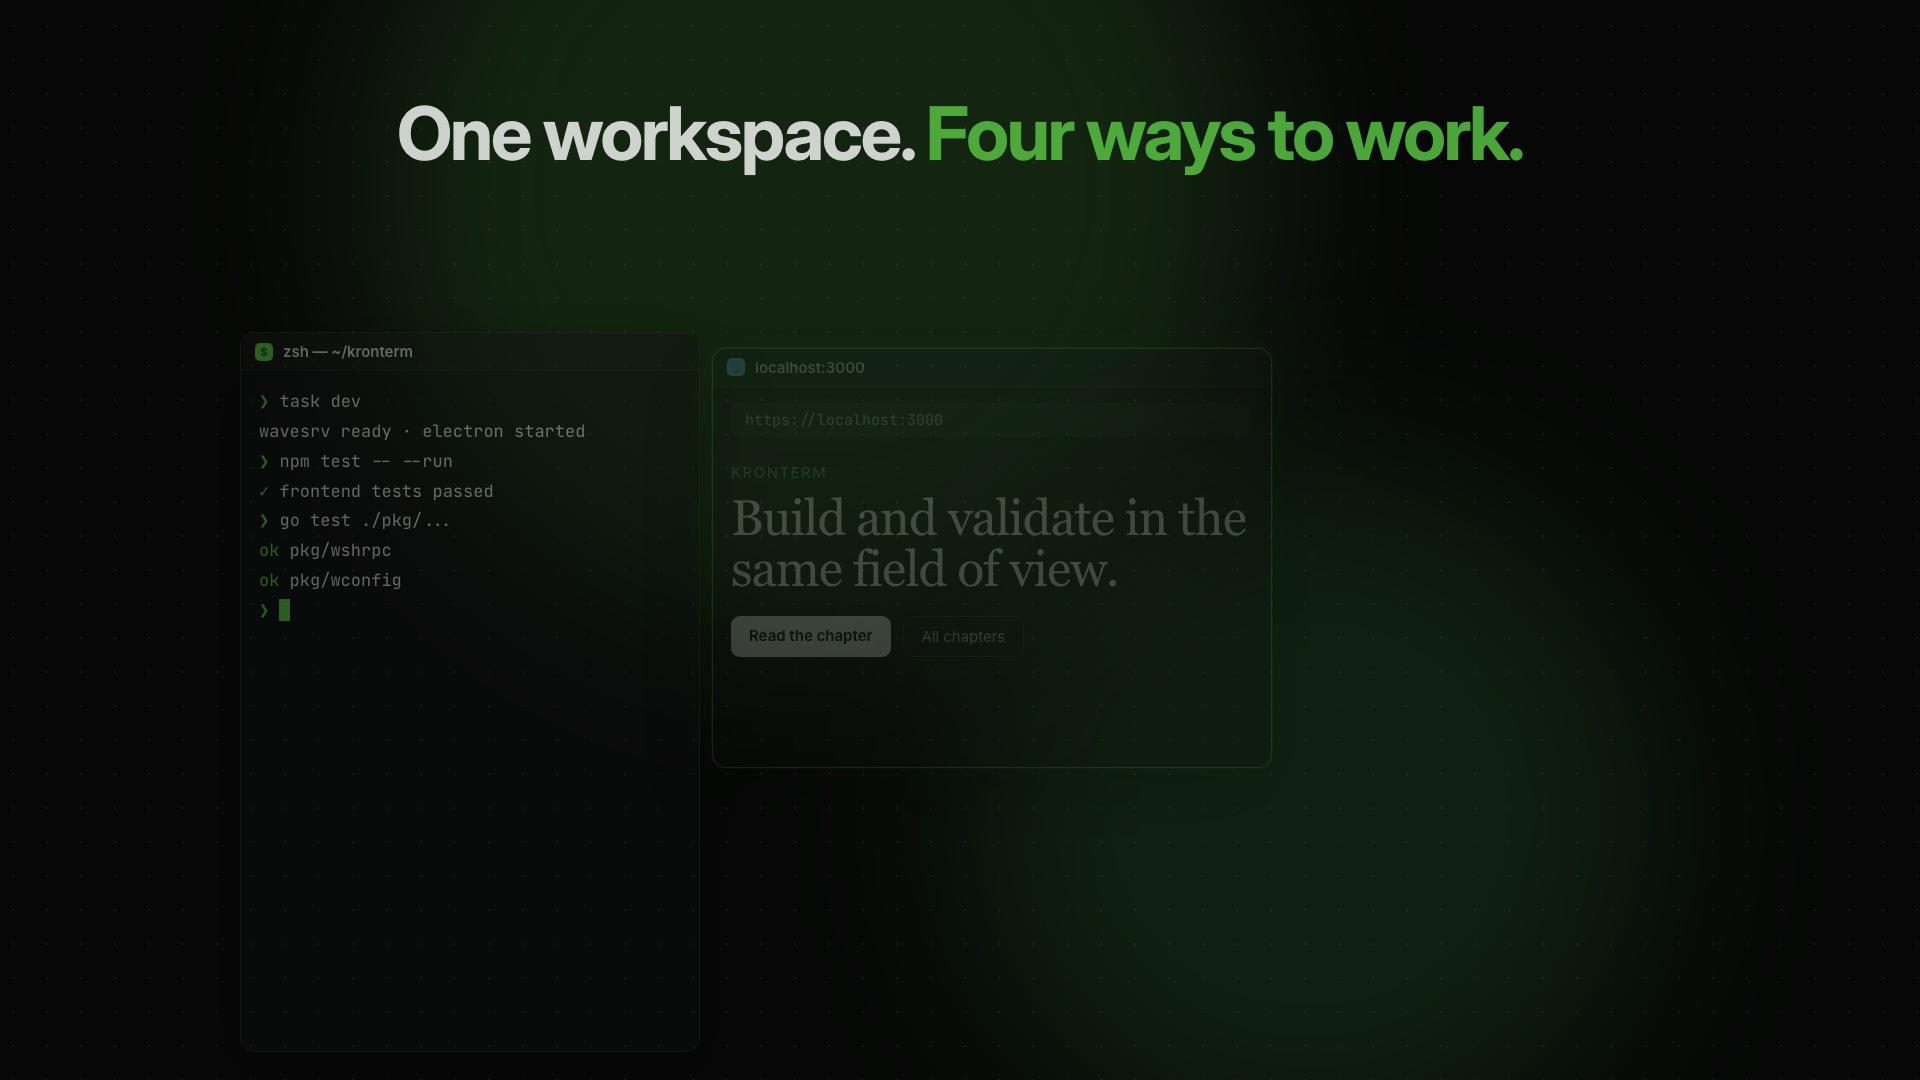 One workspace. Four ways to work.
$ zsh — ~/kronterm
❯ task dev
wavesrv ready · electron started
❯ npm test -- --run
✓ frontend tests passed
❯ go test ./pkg/...
ok pkg/wshrpc
ok pkg/wconfig
❯
localhost:3000
https://localhost:3000
KRONTERM
Build and validate in the
same field of view.
Read the chapter
All chapters